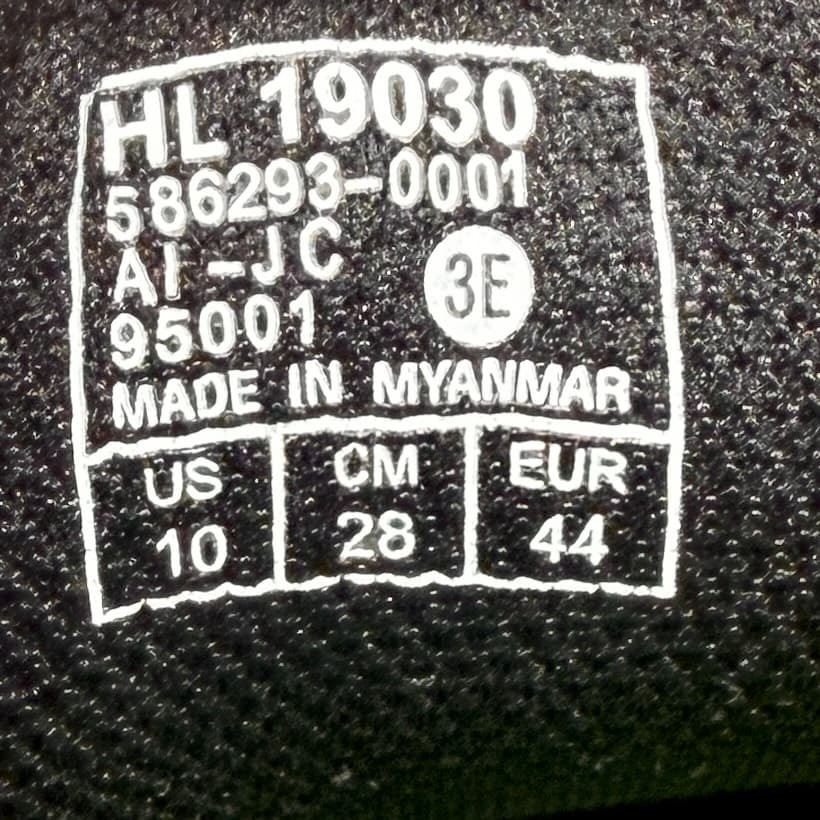 HL 19030
586293-0001
AI-JC
3E
95001
MADE IN MYANMAR
US CM EUR
10 28 44